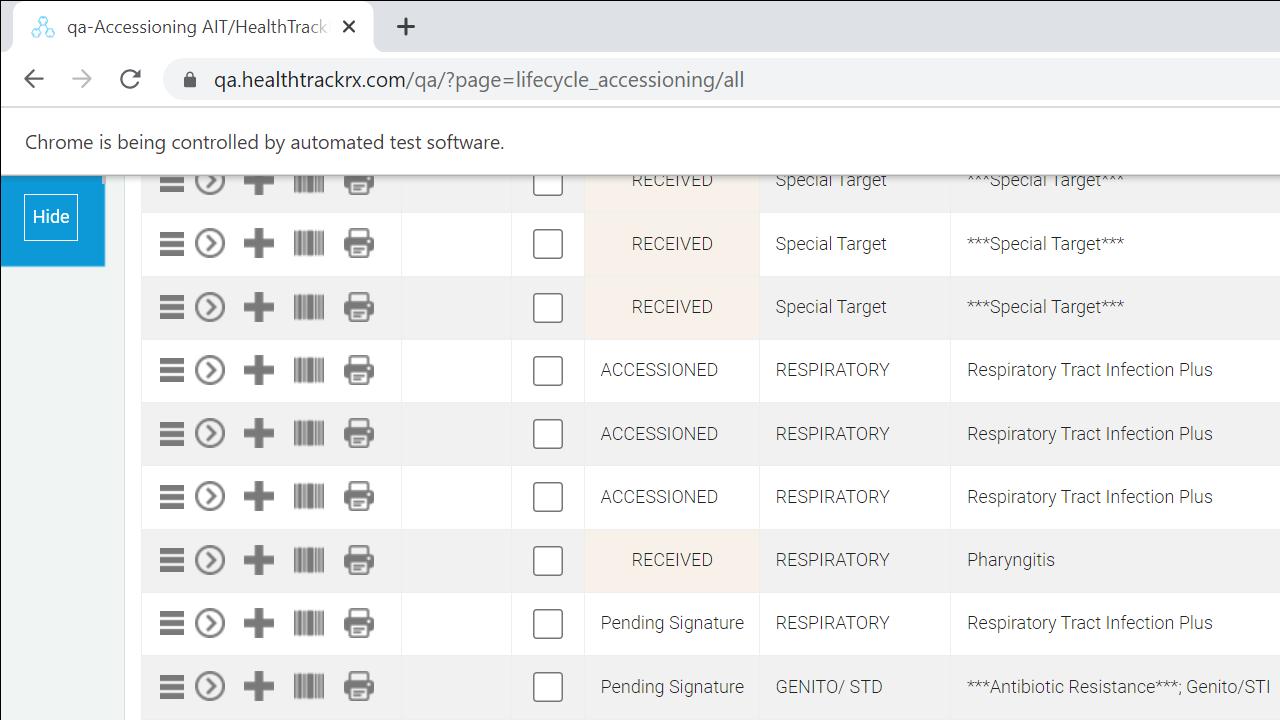 qa-Accessioning AIT/HealthTrack
qa.healthtrackrx.com/qa/?page=lifecycle_accessioning/all
Chrome is being controlled by automated test software.
Hide
RECEIVED Special Target ***Special Target***
RECEIVED Special Target ***Special Target***
RECEIVED Special Target ***Special Target***
ACCESSIONED RESPIRATORY Respiratory Tract Infection Plus
ACCESSIONED RESPIRATORY Respiratory Tract Infection Plus
ACCESSIONED RESPIRATORY Respiratory Tract Infection Plus
RECEIVED RESPIRATORY Pharyngitis
Pending Signature RESPIRATORY Respiratory Tract Infection Plus
Pending Signature GENITO/ STD ***Antibiotic Resistance***; Genito/STI